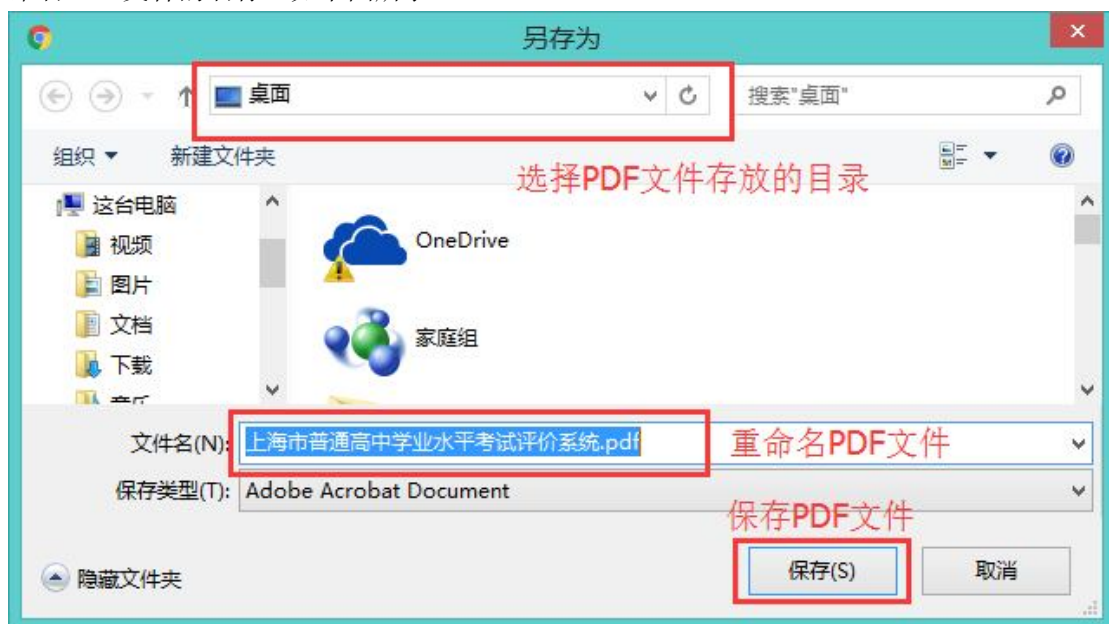 另存为
桌面
搜索"桌面"
组织
新建文件夹
选择PDF文件存放的目录
这台电脑
视频
图片
文档
下载
OneDrive
家庭组
文件名(N):
上海市普通高中学业水平考试评价系统.pdf
重命名PDF文件
保存类型(T):
Adobe Acrobat Document
保存PDF文件
隐藏文件夹
保存(S)
取消